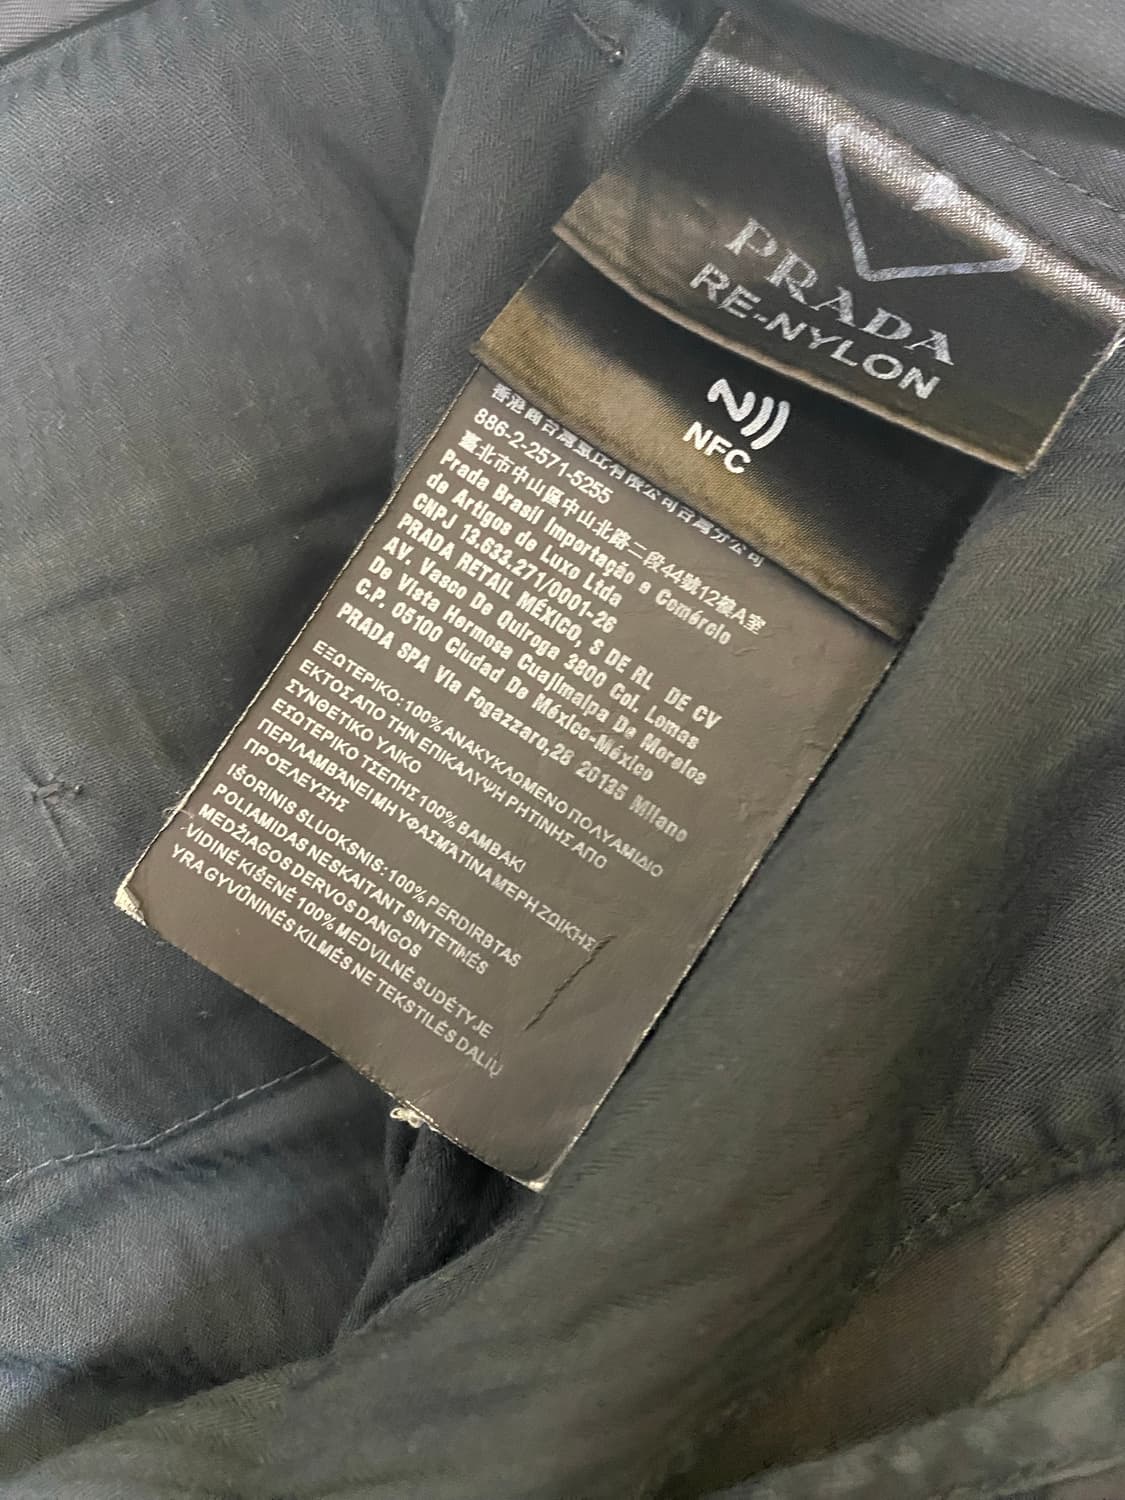 PRADA
RE-NYLON
NFC
香港商台灣普拉達有限公司台灣分公司
886-2-2571-5255
臺北市中山區中山北路二段44號12樓A室
Prada Brasil Importação e Comércio
de Artigos de Luxo Ltda
CNPJ 13.633.271/0001-26
PRADA RETAIL MÉXICO, S DE RL DE CV
AV. Vasco De Quiroga 3800 Col. Lomas
De Vista Hermosa Cuajimalpa De Morelos
C.P. 05100 Ciudad De México-México
PRADA SPA Via Fogazzaro,28 20135 Milano
ΕΞΩΤΕΡΙΚΟ: 100% ΑΝΑΚΥΚΛΩΜΕΝΟ ΠΟΛΥΑΜΙΔΙΟ
ΕΚΤΟΣ ΑΠΟ ΤΗΝ ΕΠΙΚΑΛΥΨΗ ΡΗΤΙΝΗΣ ΑΠΟ
ΣΥΝΘΕΤΙΚΟ ΥΛΙΚΟ
ΕΣΩΤΕΡΙΚΟ ΤΣΕΠΗΣ 100% ΒΑΜΒΑΚΙ
ΠΕΡΙΛΑΜΒΑΝΕΙ ΜΗ ΥΦΑΣΜΑΤΙΝΑ ΜΕΡΗ ΖΩΙΚΗΣ
ΠΡΟΕΛΕΥΣΗΣ
IŠORINIS SLUOKSNIS: 100% PERDIRBTAS
POLIAMIDAS NESKAITANT SINTETINĖS
MEDŽIAGOS DERVOS DANGOS
VIDINĖ KIŠENĖ 100% MEDVILNĖ SUDĖTYJE
YRA GYVŪNINĖS KILMĖS NE TEKSTILĖS DALIŲ